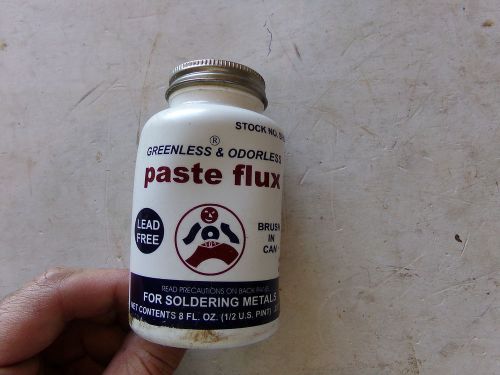 STOCK NO.
®
GREENLESS & ODORLESS
paste flux
LEAD
FREE
BRUSH
IN
CAN
READ PRECAUTIONS ON BACK PANEL
FOR SOLDERING METALS
NET CONTENTS 8 FL. OZ. (1/2 U.S. PINT)